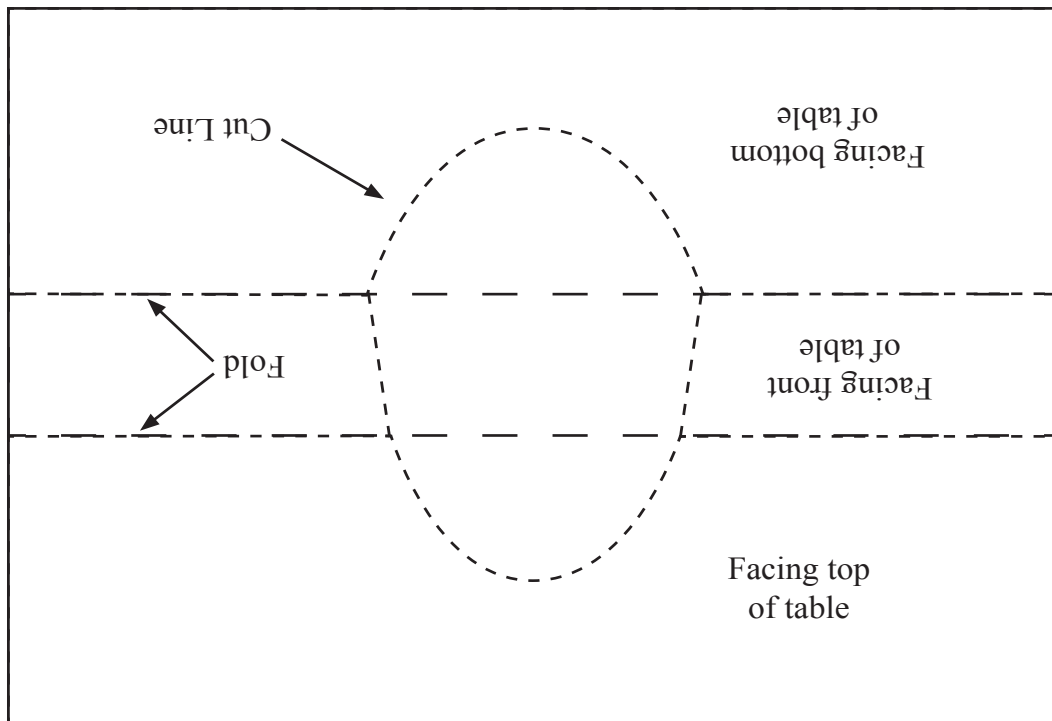 Cut Line
Facing bottom
of table
Fold
Facing front
of table
Facing top
of table